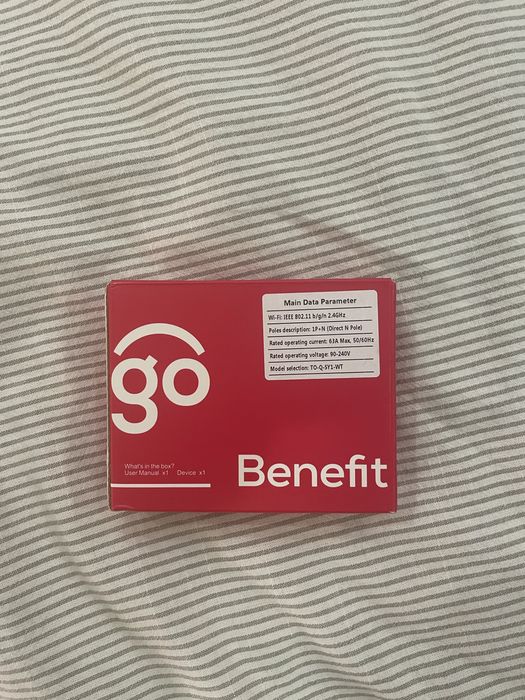 Main Data Parameter
Wi-Fi: IEEE 802.11 b/g/n 2.4GHz
Poles description: 1P+N (Direct N Pole)
Rated operating current: 63A Max, 50/60Hz
Rated operating voltage: 90-240V
Model selection: TO-Q-SY1-WT
go
What's in the box?
User Manual x1 Device x1
Benefit